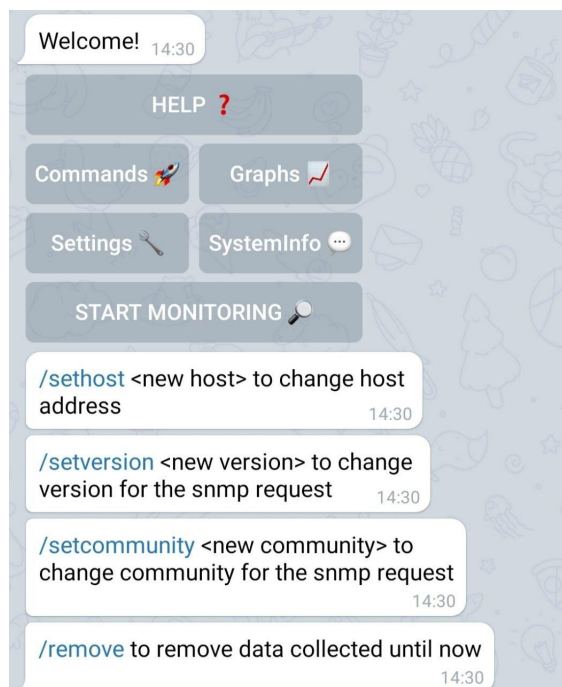 Welcome! 14:30
HELP ❓
Commands 🚀 Graphs 📈
Settings 🔧 SystemInfo 💬
START MONITORING 🔎
/sethost <new host> to change host
address 14:30
/setversion <new version> to change
version for the snmp request 14:30
/setcommunity <new community> to
change community for the snmp request
14:30
/remove to remove data collected until now
14:30